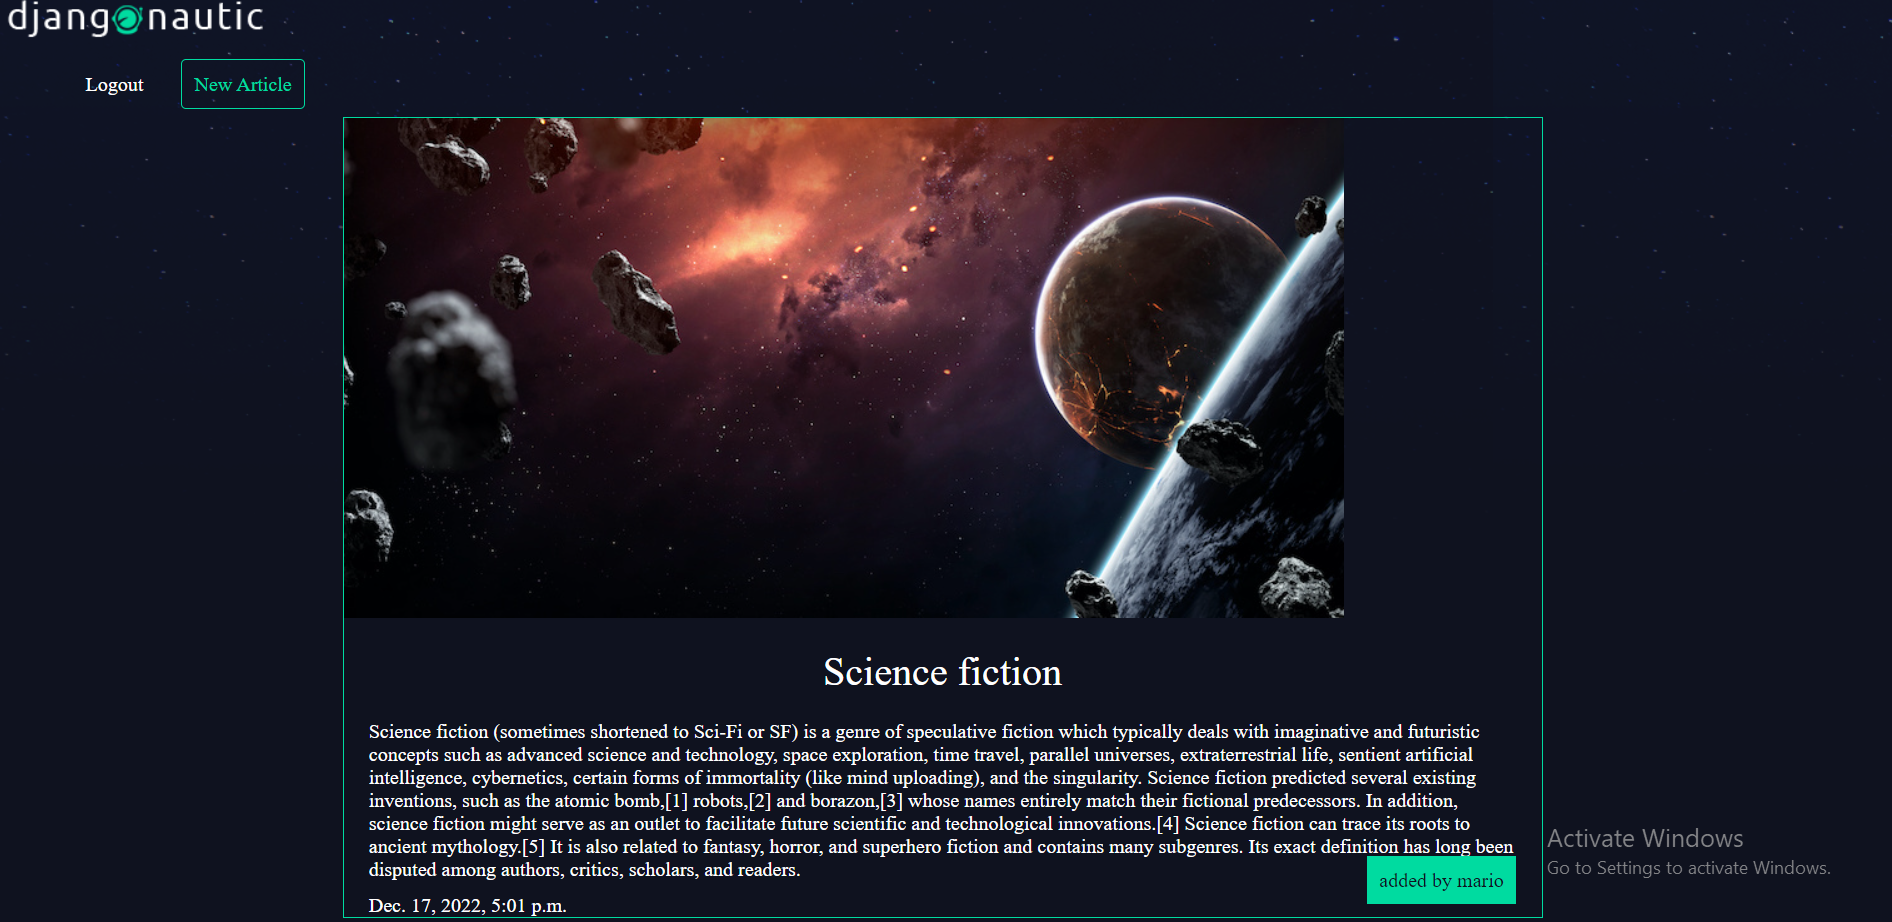 djangonautic
Logout
New Article
Science fiction
Science fiction (sometimes shortened to Sci-Fi or SF) is a genre of speculative fiction which typically deals with imaginative and futuristic
concepts such as advanced science and technology, space exploration, time travel, parallel universes, extraterrestrial life, sentient artificial
intelligence, cybernetics, certain forms of immortality (like mind uploading), and the singularity. Science fiction predicted several existing
inventions, such as the atomic bomb,[1] robots,[2] and borazon,[3] whose names entirely match their fictional predecessors. In addition,
science fiction might serve as an outlet to facilitate future scientific and technological innovations.[4] Science fiction can trace its roots to
ancient mythology.[5] It is also related to fantasy, horror, and superhero fiction and contains many subgenres. Its exact definition has long been
disputed among authors, critics, scholars, and readers.
added by mario
Dec. 17, 2022, 5:01 p.m.
Activate Windows
Go to Settings to activate Windows.